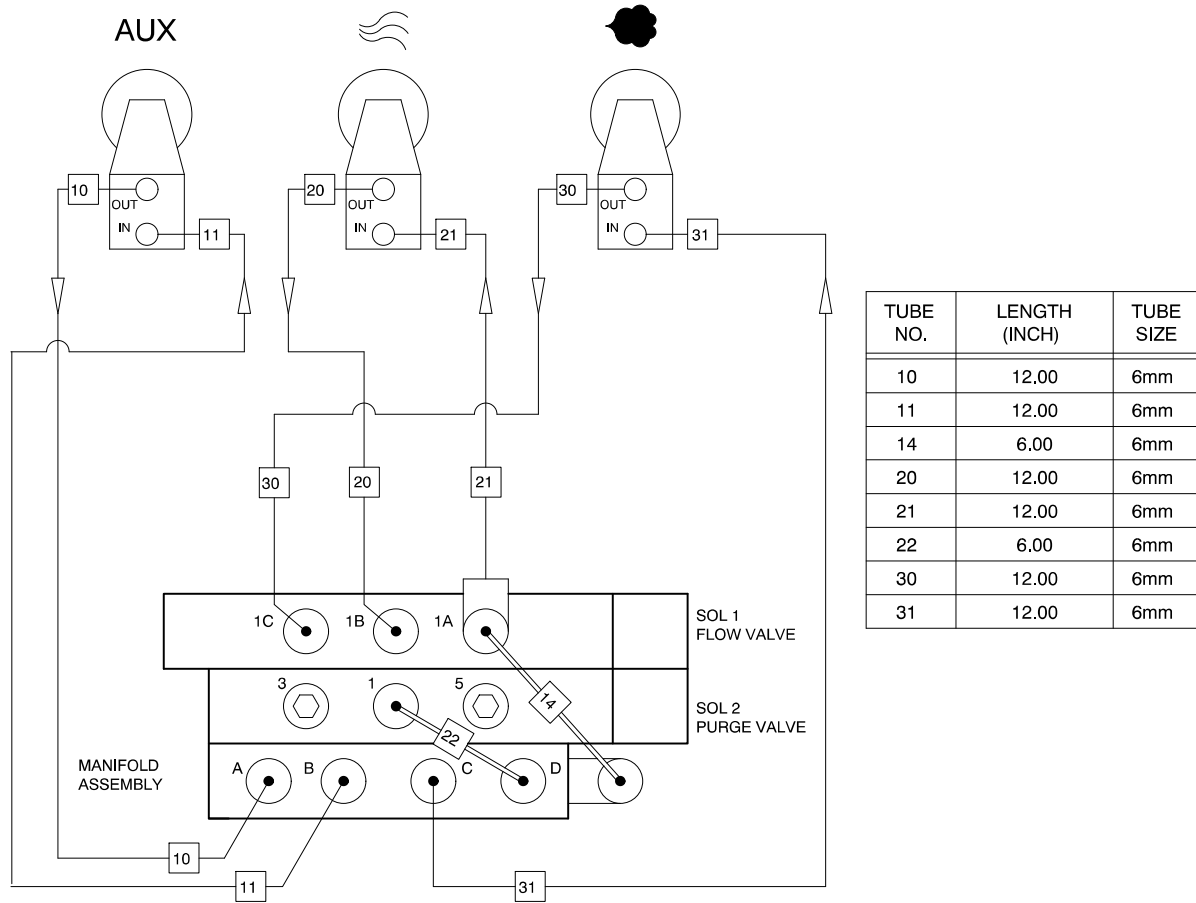 AUX
10
OUT
IN
11
20
OUT
IN
21
30
OUT
IN
31
30
20
21
1C
1B
1A
SOL 1
FLOW VALVE
3
1
5
14
22
SOL 2
PURGE VALVE
MANIFOLD
ASSEMBLY
A
B
C
D
10
11
31
TUBE NO. LENGTH (INCH) TUBE SIZE
10 12.00 6mm
11 12.00 6mm
14 6.00 6mm
20 12.00 6mm
21 12.00 6mm
22 6.00 6mm
30 12.00 6mm
31 12.00 6mm